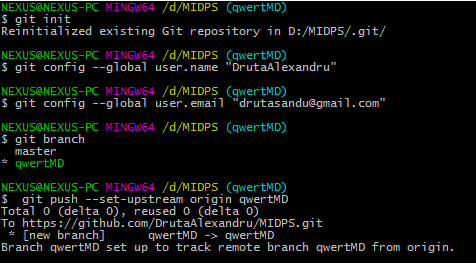 NEXUS@NEXUS-PC MINGW64 /d/MIDPS (qwertMD)
$ git init
Reinitialized existing Git repository in D:/MIDPS/.git/
NEXUS@NEXUS-PC MINGW64 /d/MIDPS (qwertMD)
$ git config --global user.name "DrutaAlexandru"
NEXUS@NEXUS-PC MINGW64 /d/MIDPS (qwertMD)
$ git config --global user.email "drutasandu@gmail.com"
NEXUS@NEXUS-PC MINGW64 /d/MIDPS (qwertMD)
$ git branch
  master
* qwertMD
NEXUS@NEXUS-PC MINGW64 /d/MIDPS (qwertMD)
$  git push --set-upstream origin qwertMD
Total 0 (delta 0), reused 0 (delta 0)
To https://github.com/DrutaAlexandru/MIDPS.git
 * [new branch]      qwertMD -> qwertMD
Branch qwertMD set up to track remote branch qwertMD from origin.